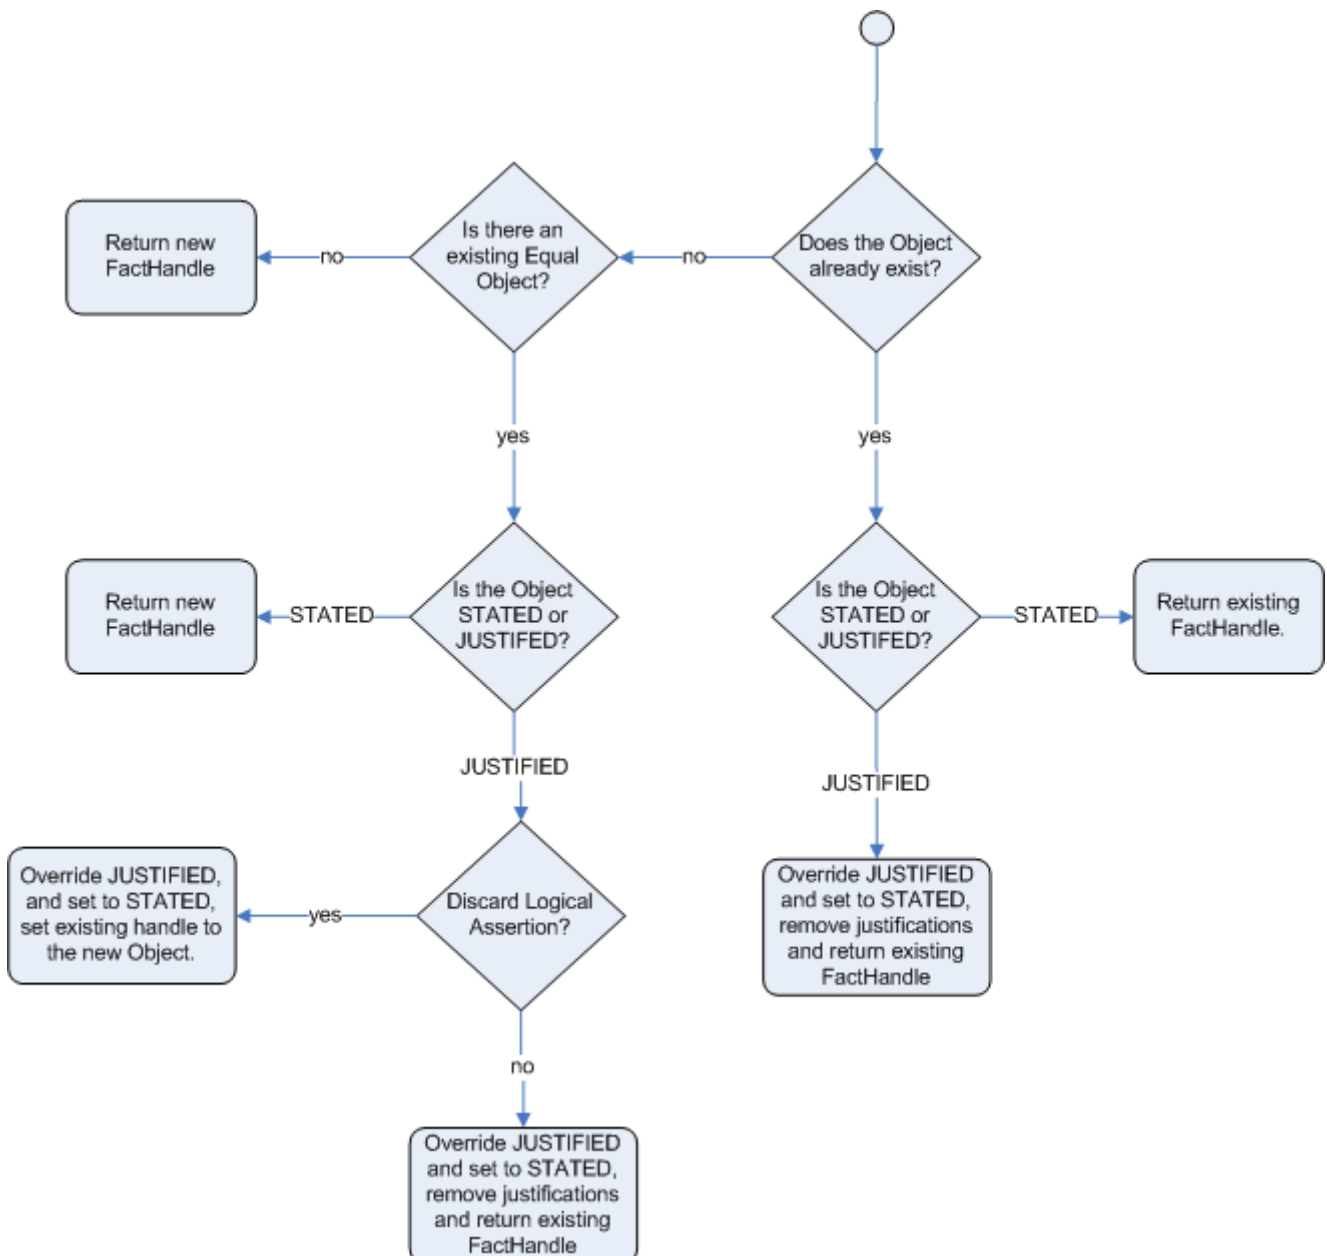 Return new
FactHandle
no
Is there an
existing Equal
Object?
no
Does the Object
already exist?
yes
yes
Return new
FactHandle
STATED
Is the Object
STATED or
JUSTIFED?
Is the Object
STATED or
JUSTIFED?
STATED
Return existing
FactHandle.
JUSTIFIED
JUSTIFIED
Override JUSTIFIED,
and set to STATED,
set existing handle to
the new Object.
yes
Discard Logical
Assertion?
Override JUSTIFIED
and set to STATED,
remove justifications
and return existing
FactHandle
no
Override JUSTIFIED
and set to STATED,
remove justifications
and return existing
FactHandle